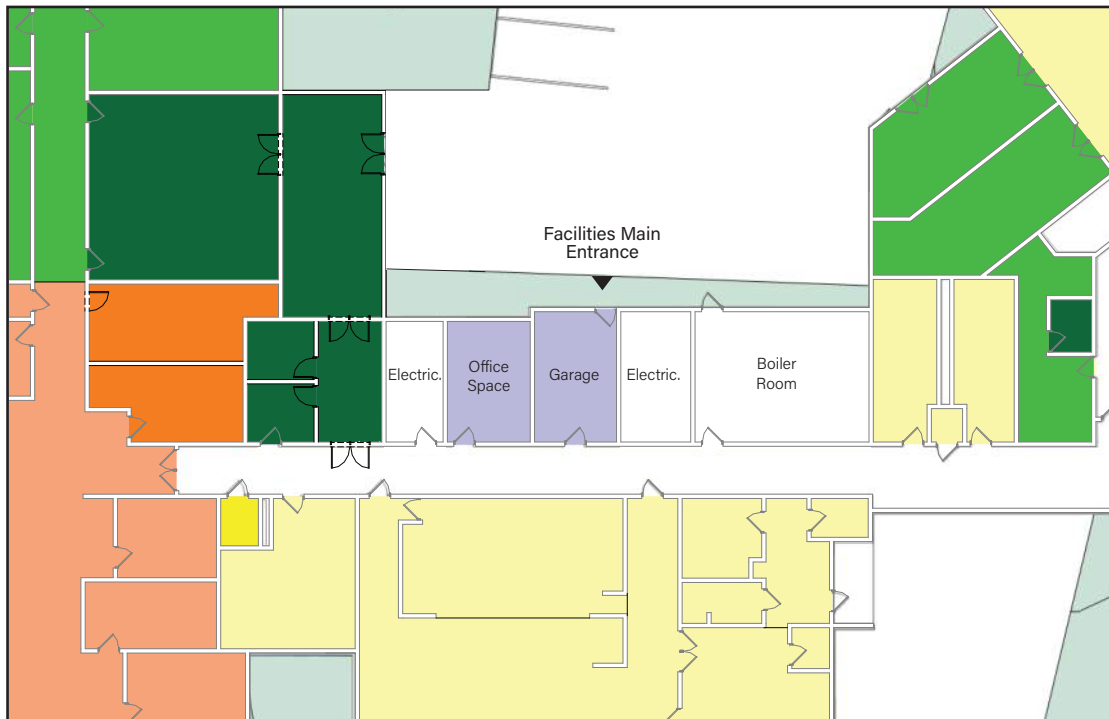 Facilities Main
Entrance
Electric.
Office
Space
Garage
Electric.
Boiler
Room